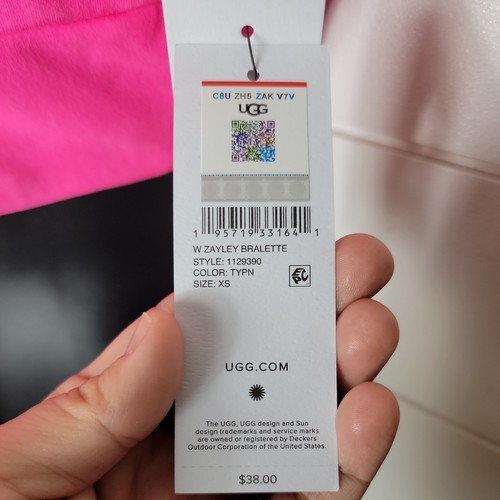 C8U ZH5 ZAK V7V
UGG
1 95719 33164 1
W ZAYLEY BRALETTE
STYLE: 1129390
COLOR: TYPN
SIZE: XS
UGG.COM
The UGG, UGG design and Sun
design trademarks and service marks
are owned or registered by Deckers
Outdoor Corporation of the United States.
$38.00